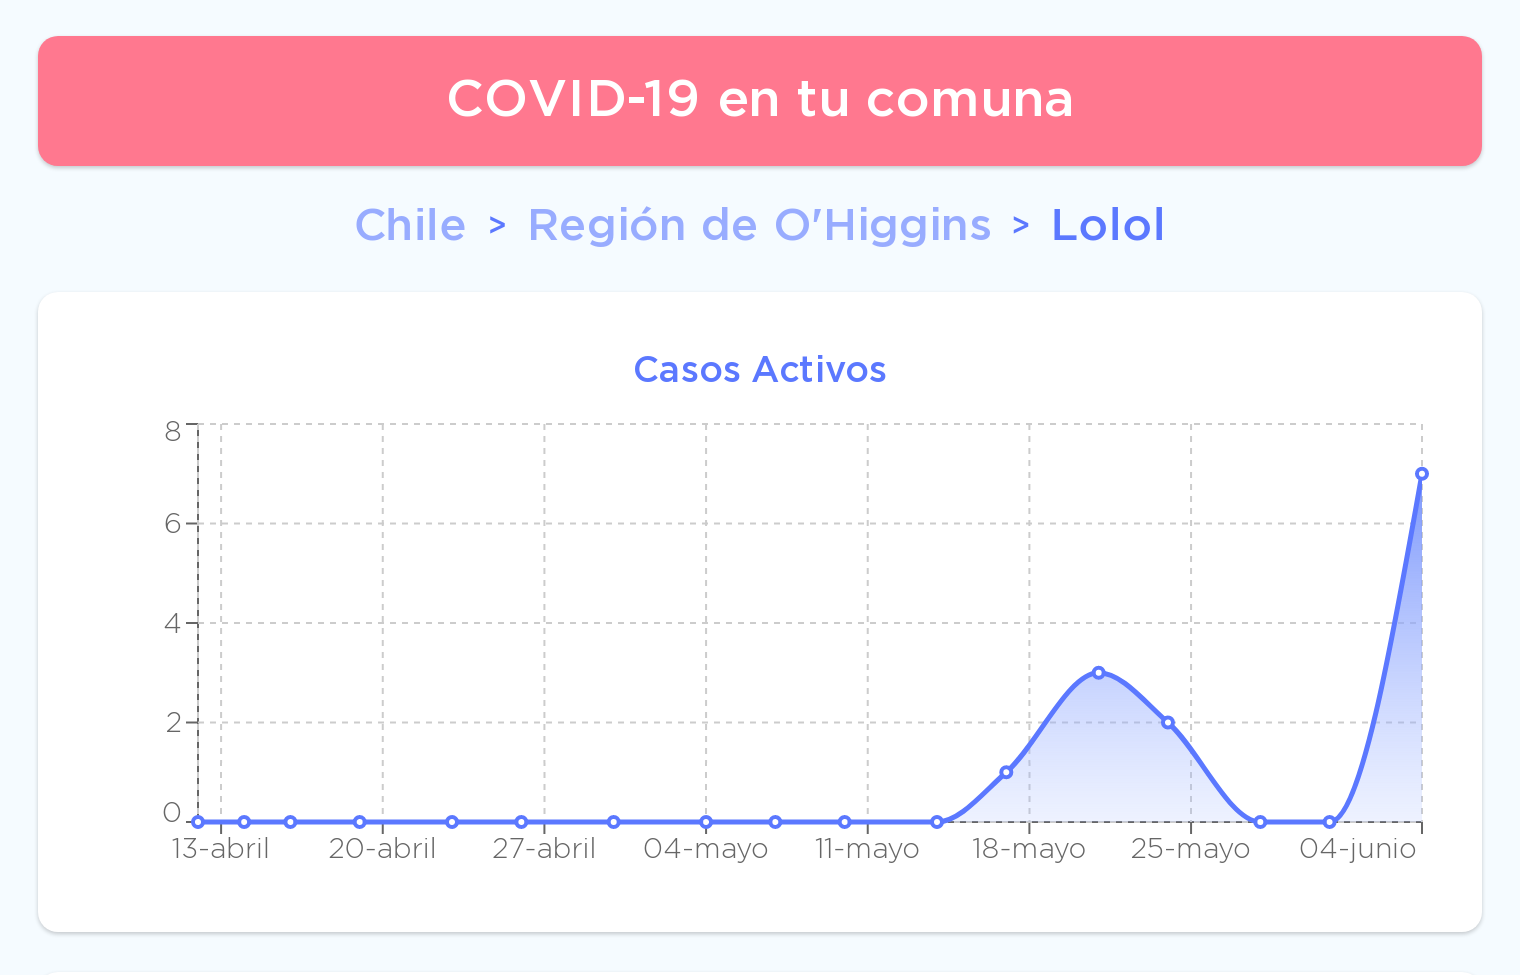 COVID-19 en tu comuna
Chile > Región de O'Higgins > Lolol
Casos Activos
8
6
4
2
0
13-abril 20-abril 27-abril 04-mayo 11-mayo 18-mayo 25-mayo 04-junio